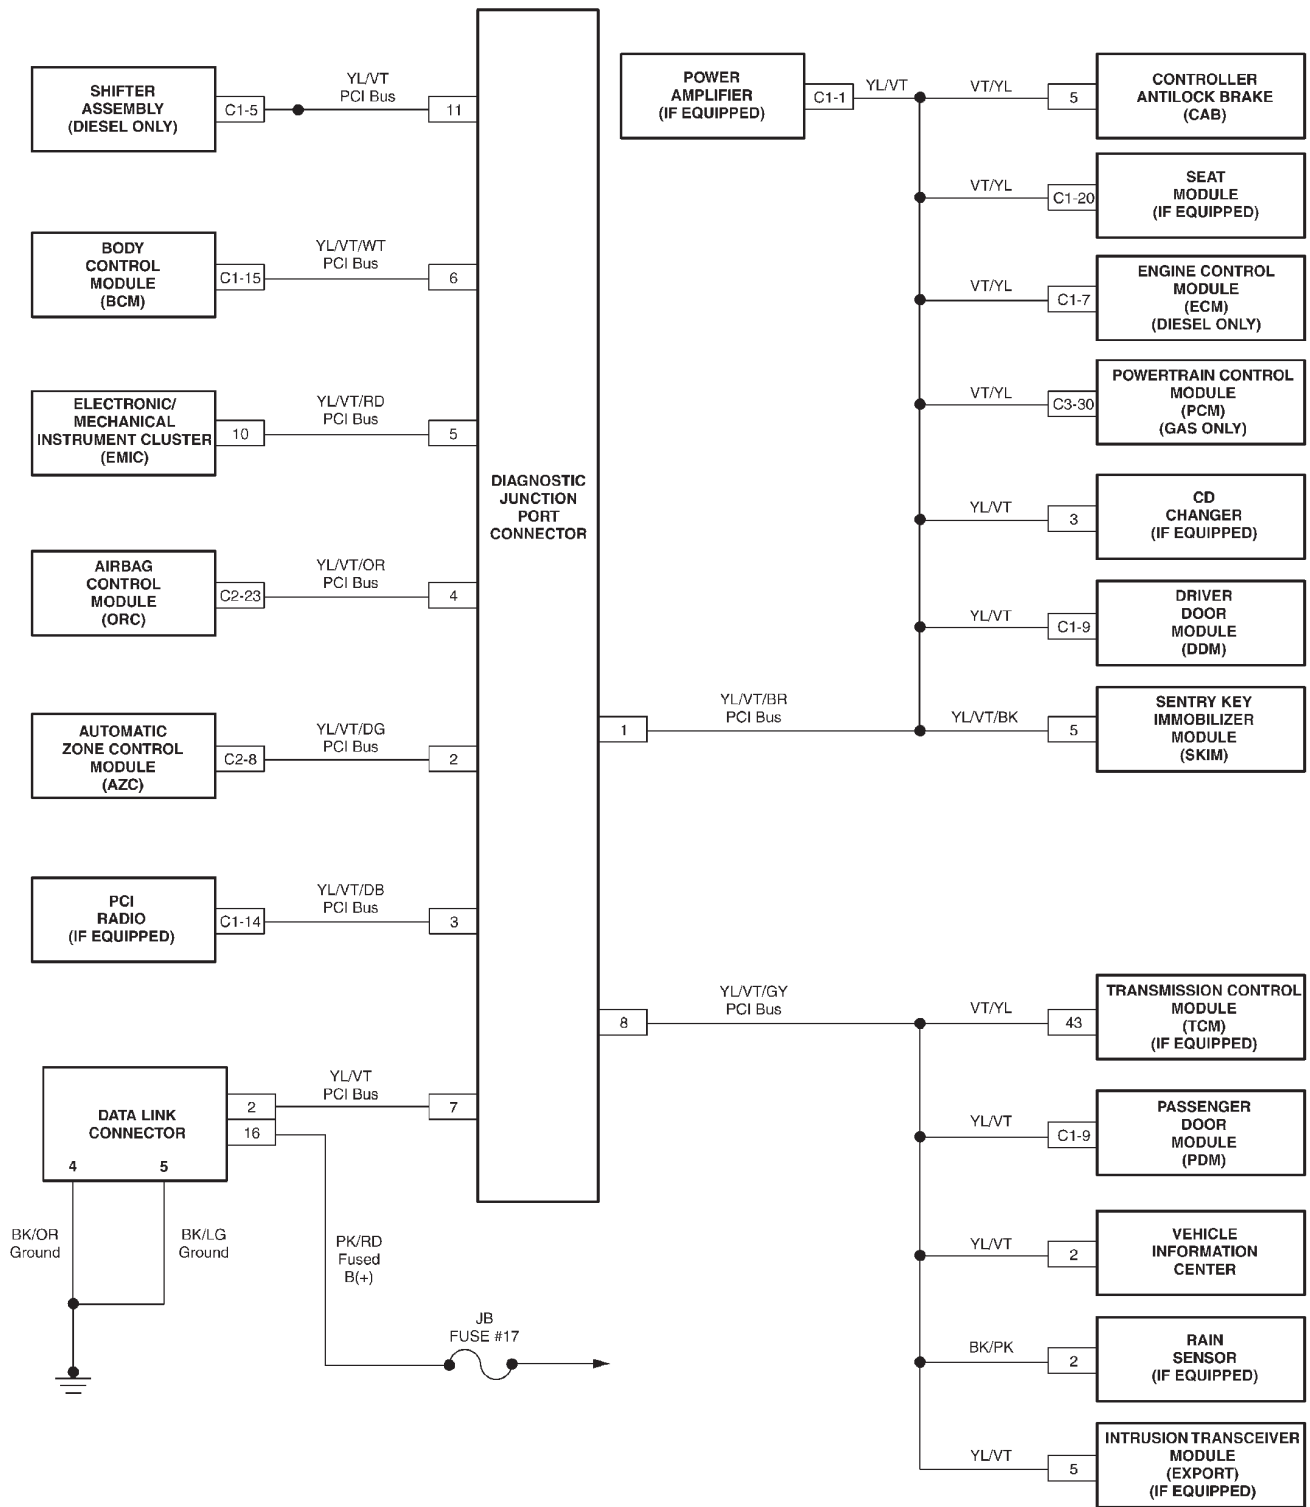 SHIFTER
ASSEMBLY
(DIESEL ONLY)
C1-5
YL/VT
PCI Bus
11
BODY
CONTROL
MODULE
(BCM)
C1-15
YL/VT/WT
PCI Bus
6
ELECTRONIC/
MECHANICAL
INSTRUMENT CLUSTER
(EMIC)
10
YL/VT/RD
PCI Bus
5
AIRBAG
CONTROL
MODULE
(ORC)
C2-23
YL/VT/OR
PCI Bus
4
AUTOMATIC
ZONE CONTROL
MODULE
(AZC)
C2-8
YL/VT/DG
PCI Bus
2
PCI
RADIO
(IF EQUIPPED)
C1-14
YL/VT/DB
PCI Bus
3
DATA LINK
CONNECTOR
2
16
4
5
YL/VT
PCI Bus
7
BK/OR
Ground
BK/LG
Ground
PK/RD
Fused
B(+)
JB
FUSE #17
DIAGNOSTIC
JUNCTION
PORT
CONNECTOR
POWER
AMPLIFIER
(IF EQUIPPED)
C1-1
YL/VT
VT/YL
5
CONTROLLER
ANTILOCK BRAKE
(CAB)
VT/YL
C1-20
SEAT
MODULE
(IF EQUIPPED)
VT/YL
C1-7
ENGINE CONTROL
MODULE
(ECM)
(DIESEL ONLY)
VT/YL
C3-30
POWERTRAIN CONTROL
MODULE
(PCM)
(GAS ONLY)
YL/VT
3
CD
CHANGER
(IF EQUIPPED)
YL/VT
C1-9
DRIVER
DOOR
MODULE
(DDM)
1
YL/VT/BR
PCI Bus
YL/VT/BK
5
SENTRY KEY
IMMOBILIZER
MODULE
(SKIM)
8
YL/VT/GY
PCI Bus
VT/YL
43
TRANSMISSION CONTROL
MODULE
(TCM)
(IF EQUIPPED)
YL/VT
C1-9
PASSENGER
DOOR
MODULE
(PDM)
YL/VT
2
VEHICLE
INFORMATION
CENTER
BK/PK
2
RAIN
SENSOR
(IF EQUIPPED)
YL/VT
5
INTRUSION TRANSCEIVER
MODULE
(EXPORT)
(IF EQUIPPED)